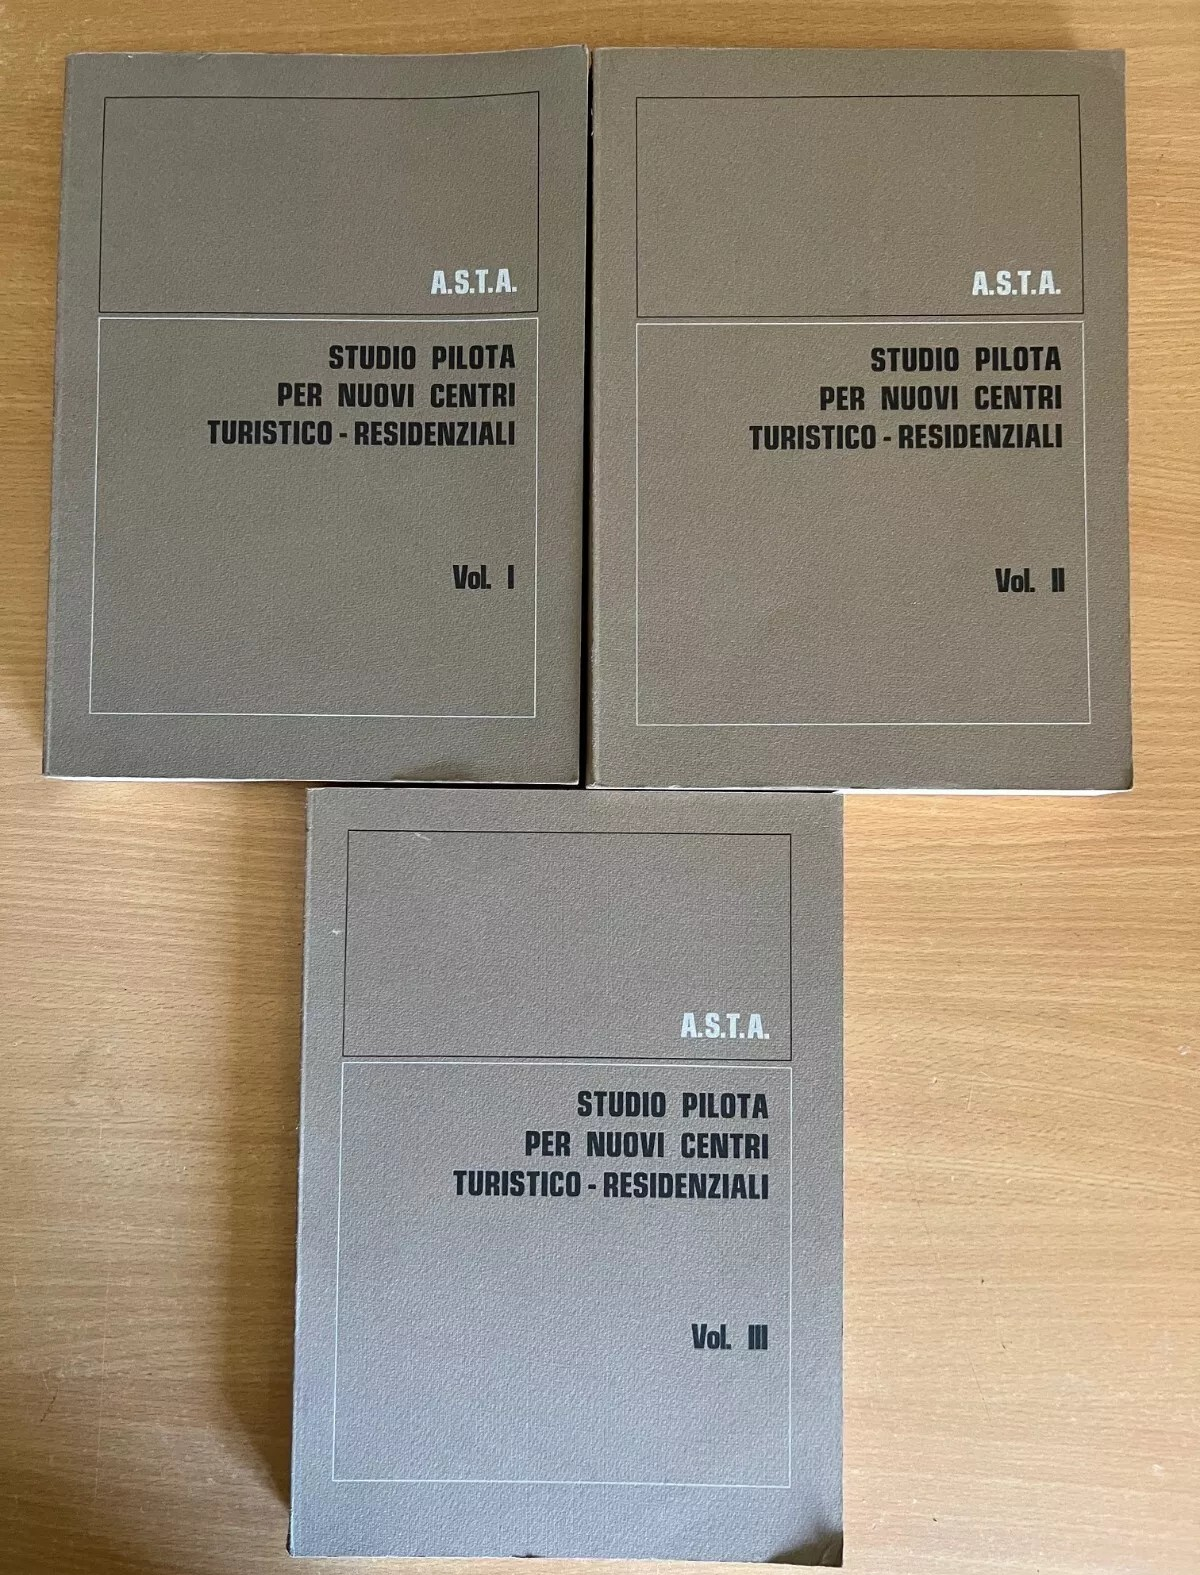 A.S.T.A.
STUDIO PILOTA
PER NUOVI CENTRI
TURISTICO - RESIDENZIALI
Vol. I
A.S.T.A.
STUDIO PILOTA
PER NUOVI CENTRI
TURISTICO - RESIDENZIALI
Vol. II
A.S.T.A.
STUDIO PILOTA
PER NUOVI CENTRI
TURISTICO - RESIDENZIALI
Vol. III